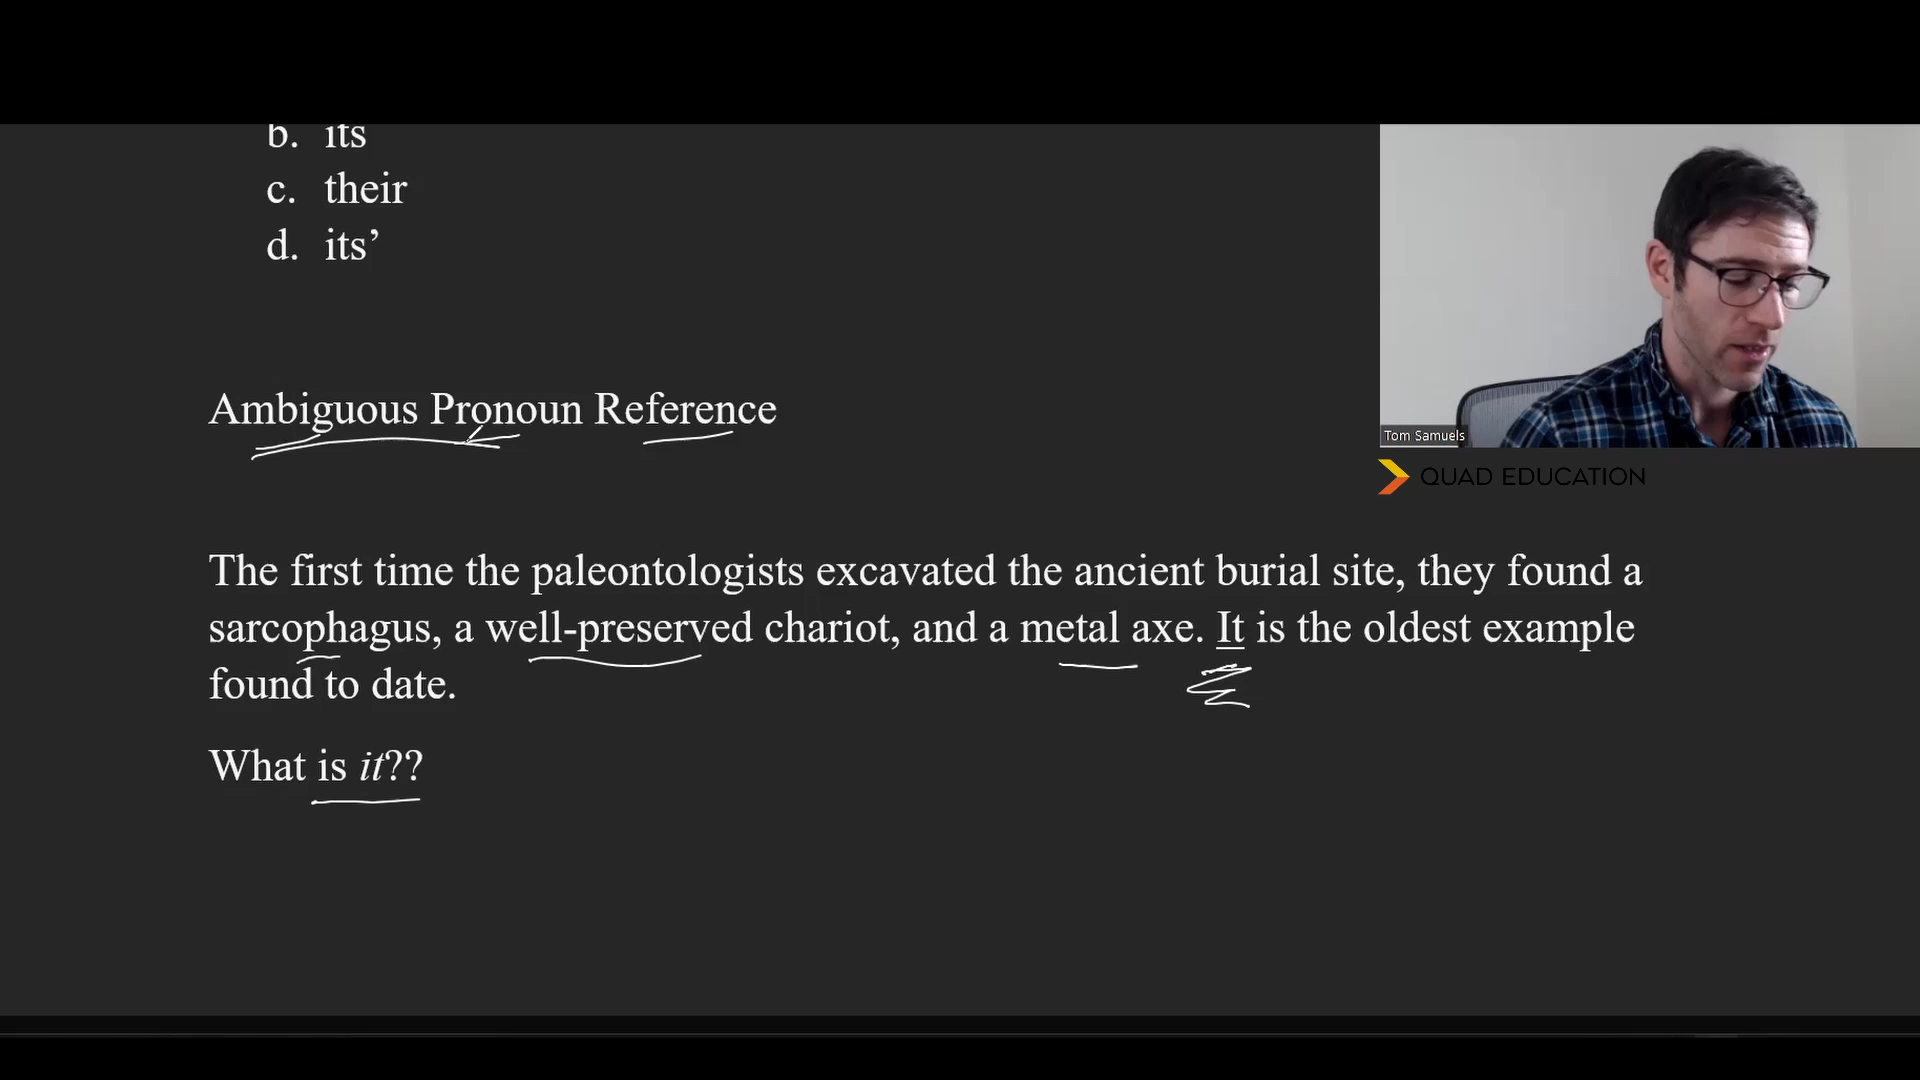 b. its
c. their
d. its’
Ambiguous Pronoun Reference
Tom Samuels
QUAD EDUCATION
The first time the paleontologists excavated the ancient burial site, they found a
sarcophagus, a well-preserved chariot, and a metal axe. It is the oldest example
found to date.
What is it??